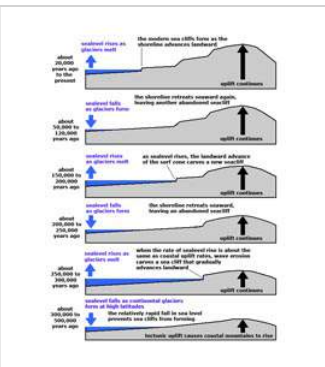 the modern sea cliffs form as the
shoreline advances landward
sealevel rises as
glaciers melt
about
20,000
years ago
to the
present
uplift continues
the shoreline retreats seaward again,
leaving another abandoned seacliff
sealevel falls
as glaciers form
about
50,000 to
120,000
years ago
uplift continues
sealevel rises
as glaciers melt
as sealevel rises, the landward advance
of the surf zone carves a new seacliff
about
150,000 to
200,000
years ago
uplift continues
sealevel falls
as glaciers form
the shoreline retreats seaward,
leaving an abandoned seacliff
about
200,000 to
250,000
years ago
uplift continues
sealevel rises as
glaciers melt
when the rate of sealevel rise is about the
same as coastal uplift rates, wave erosion
carves a sea cliff that gradually
advances landward
about
250,000 to
300,000
years ago
uplift continues
sealevel falls as continental glaciers
form at high latitudes
the relatively rapid fall in sea level
prevents sea cliffs from forming
about
300,000 to
500,000
years ago
tectonic uplift causes coastal mountains to rise